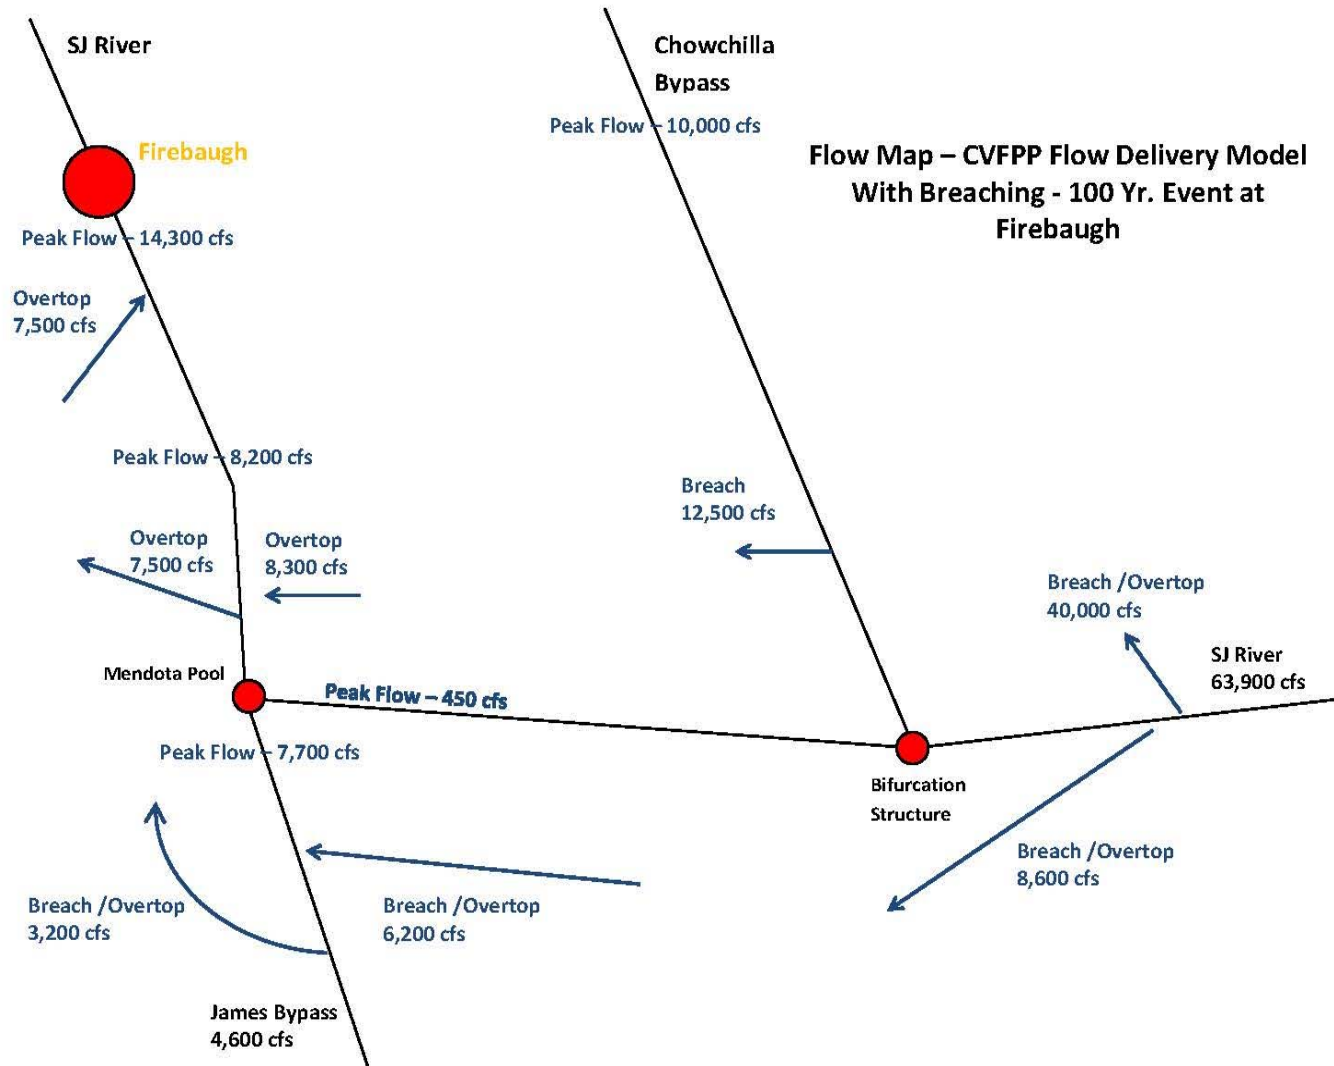 SJ River
Chowchilla
Bypass
Peak Flow – 10,000 cfs
Flow Map – CVFPP Flow Delivery Model
With Breaching - 100 Yr. Event at
Firebaugh
Firebaugh
Peak Flow – 14,300 cfs
Overtop
7,500 cfs
Peak Flow – 8,200 cfs
Breach
12,500 cfs
Overtop
7,500 cfs
Overtop
8,300 cfs
Breach /Overtop
40,000 cfs
SJ River
63,900 cfs
Mendota Pool
Peak Flow – 450 cfs
Peak Flow – 7,700 cfs
Bifurcation
Structure
Breach /Overtop
8,600 cfs
Breach /Overtop
3,200 cfs
Breach /Overtop
6,200 cfs
James Bypass
4,600 cfs